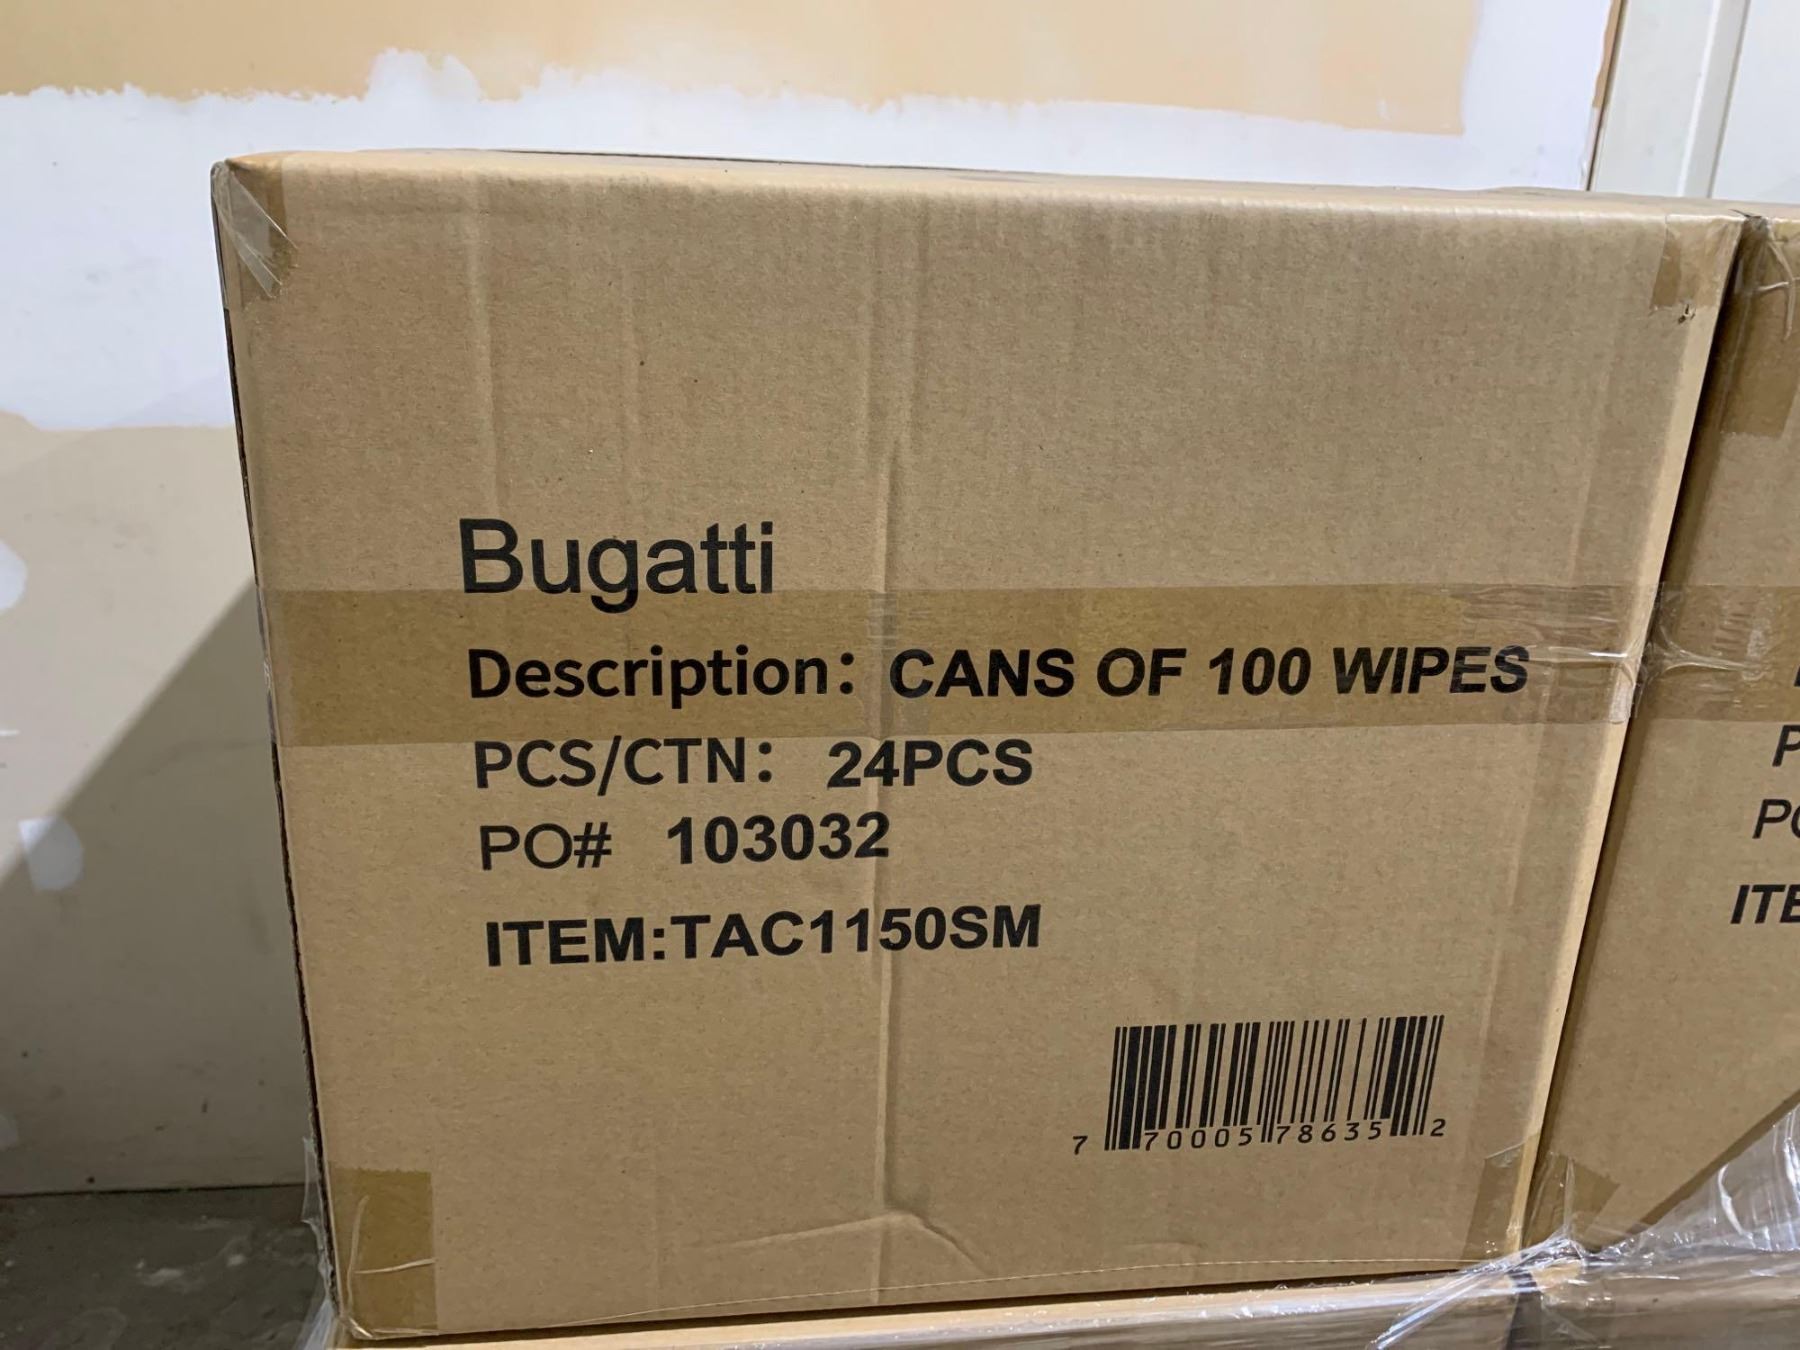 Bugatti
Description: CANS OF 100 WIPES
PCS/CTN: 24PCS
PO# 103032
ITEM:TAC1150SM
7 70005 78635 2